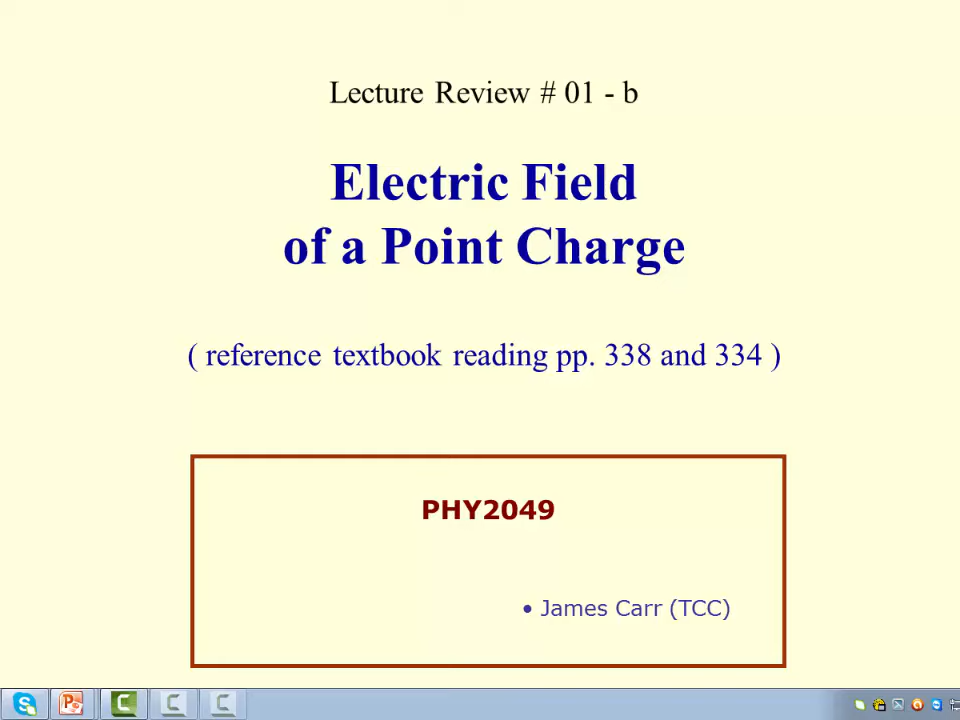 Lecture Review # 01 - b
Electric Field
of a Point Charge
( reference textbook reading pp. 338 and 334 )
PHY2049
• James Carr (TCC)